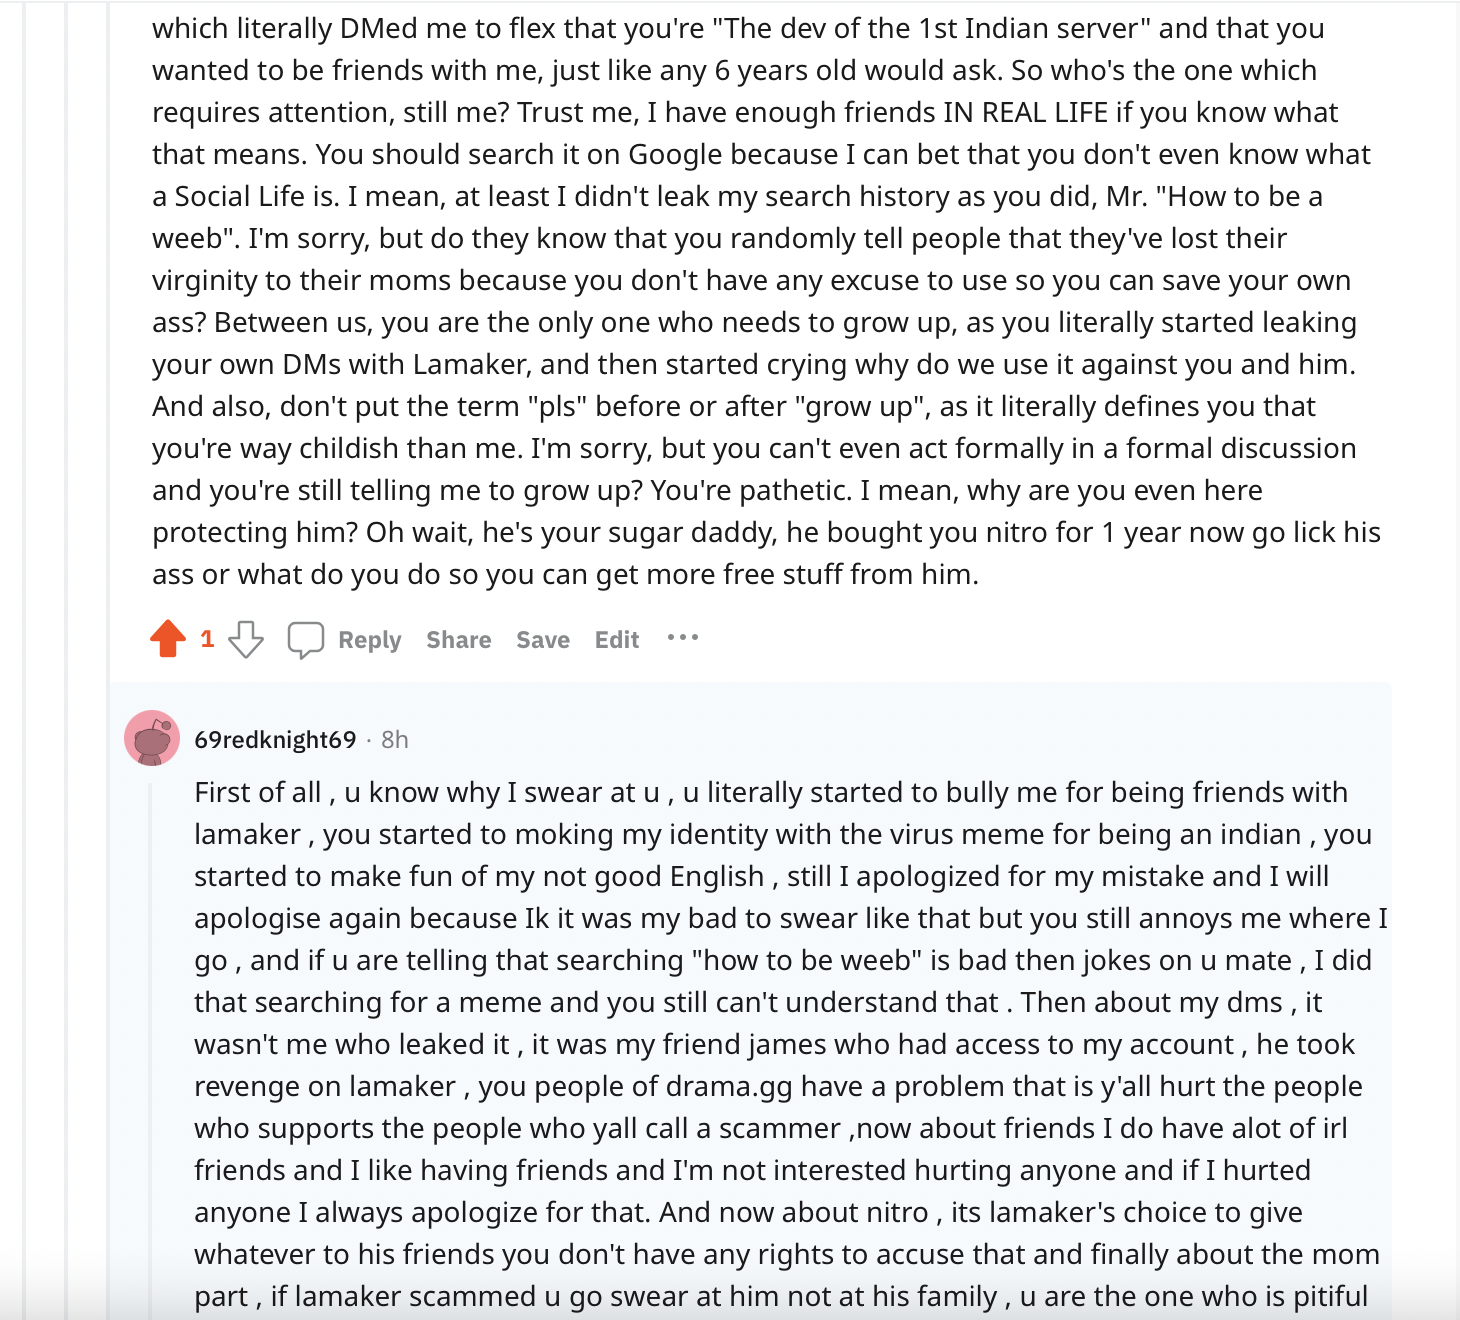 which literally DMed me to flex that you're "The dev of the 1st Indian server" and that you
wanted to be friends with me, just like any 6 years old would ask. So who's the one which
requires attention, still me? Trust me, I have enough friends IN REAL LIFE if you know what
that means. You should search it on Google because I can bet that you don't even know what
a Social Life is. I mean, at least I didn't leak my search history as you did, Mr. "How to be a
weeb". I'm sorry, but do they know that you randomly tell people that they've lost their
virginity to their moms because you don't have any excuse to use so you can save your own
ass? Between us, you are the only one who needs to grow up, as you literally started leaking
your own DMs with Lamaker, and then started crying why do we use it against you and him.
And also, don't put the term "pls" before or after "grow up", as it literally defines you that
you're way childish than me. I'm sorry, but you can't even act formally in a formal discussion
and you're still telling me to grow up? You're pathetic. I mean, why are you even here
protecting him? Oh wait, he's your sugar daddy, he bought you nitro for 1 year now go lick his
ass or what do you do so you can get more free stuff from him.
1 Reply Share Save Edit ···
69redknight69 · 8h
First of all , u know why I swear at u , u literally started to bully me for being friends with
lamaker , you started to moking my identity with the virus meme for being an indian , you
started to make fun of my not good English , still I apologized for my mistake and I will
apologise again because Ik it was my bad to swear like that but you still annoys me where I
go , and if u are telling that searching "how to be weeb" is bad then jokes on u mate , I did
that searching for a meme and you still can't understand that . Then about my dms , it
wasn't me who leaked it , it was my friend james who had access to my account , he took
revenge on lamaker , you people of drama.gg have a problem that is y'all hurt the people
who supports the people who yall call a scammer ,now about friends I do have alot of irl
friends and I like having friends and I'm not interested hurting anyone and if I hurted
anyone I always apologize for that. And now about nitro , its lamaker's choice to give
whatever to his friends you don't have any rights to accuse that and finally about the mom
part , if lamaker scammed u go swear at him not at his family , u are the one who is pitiful